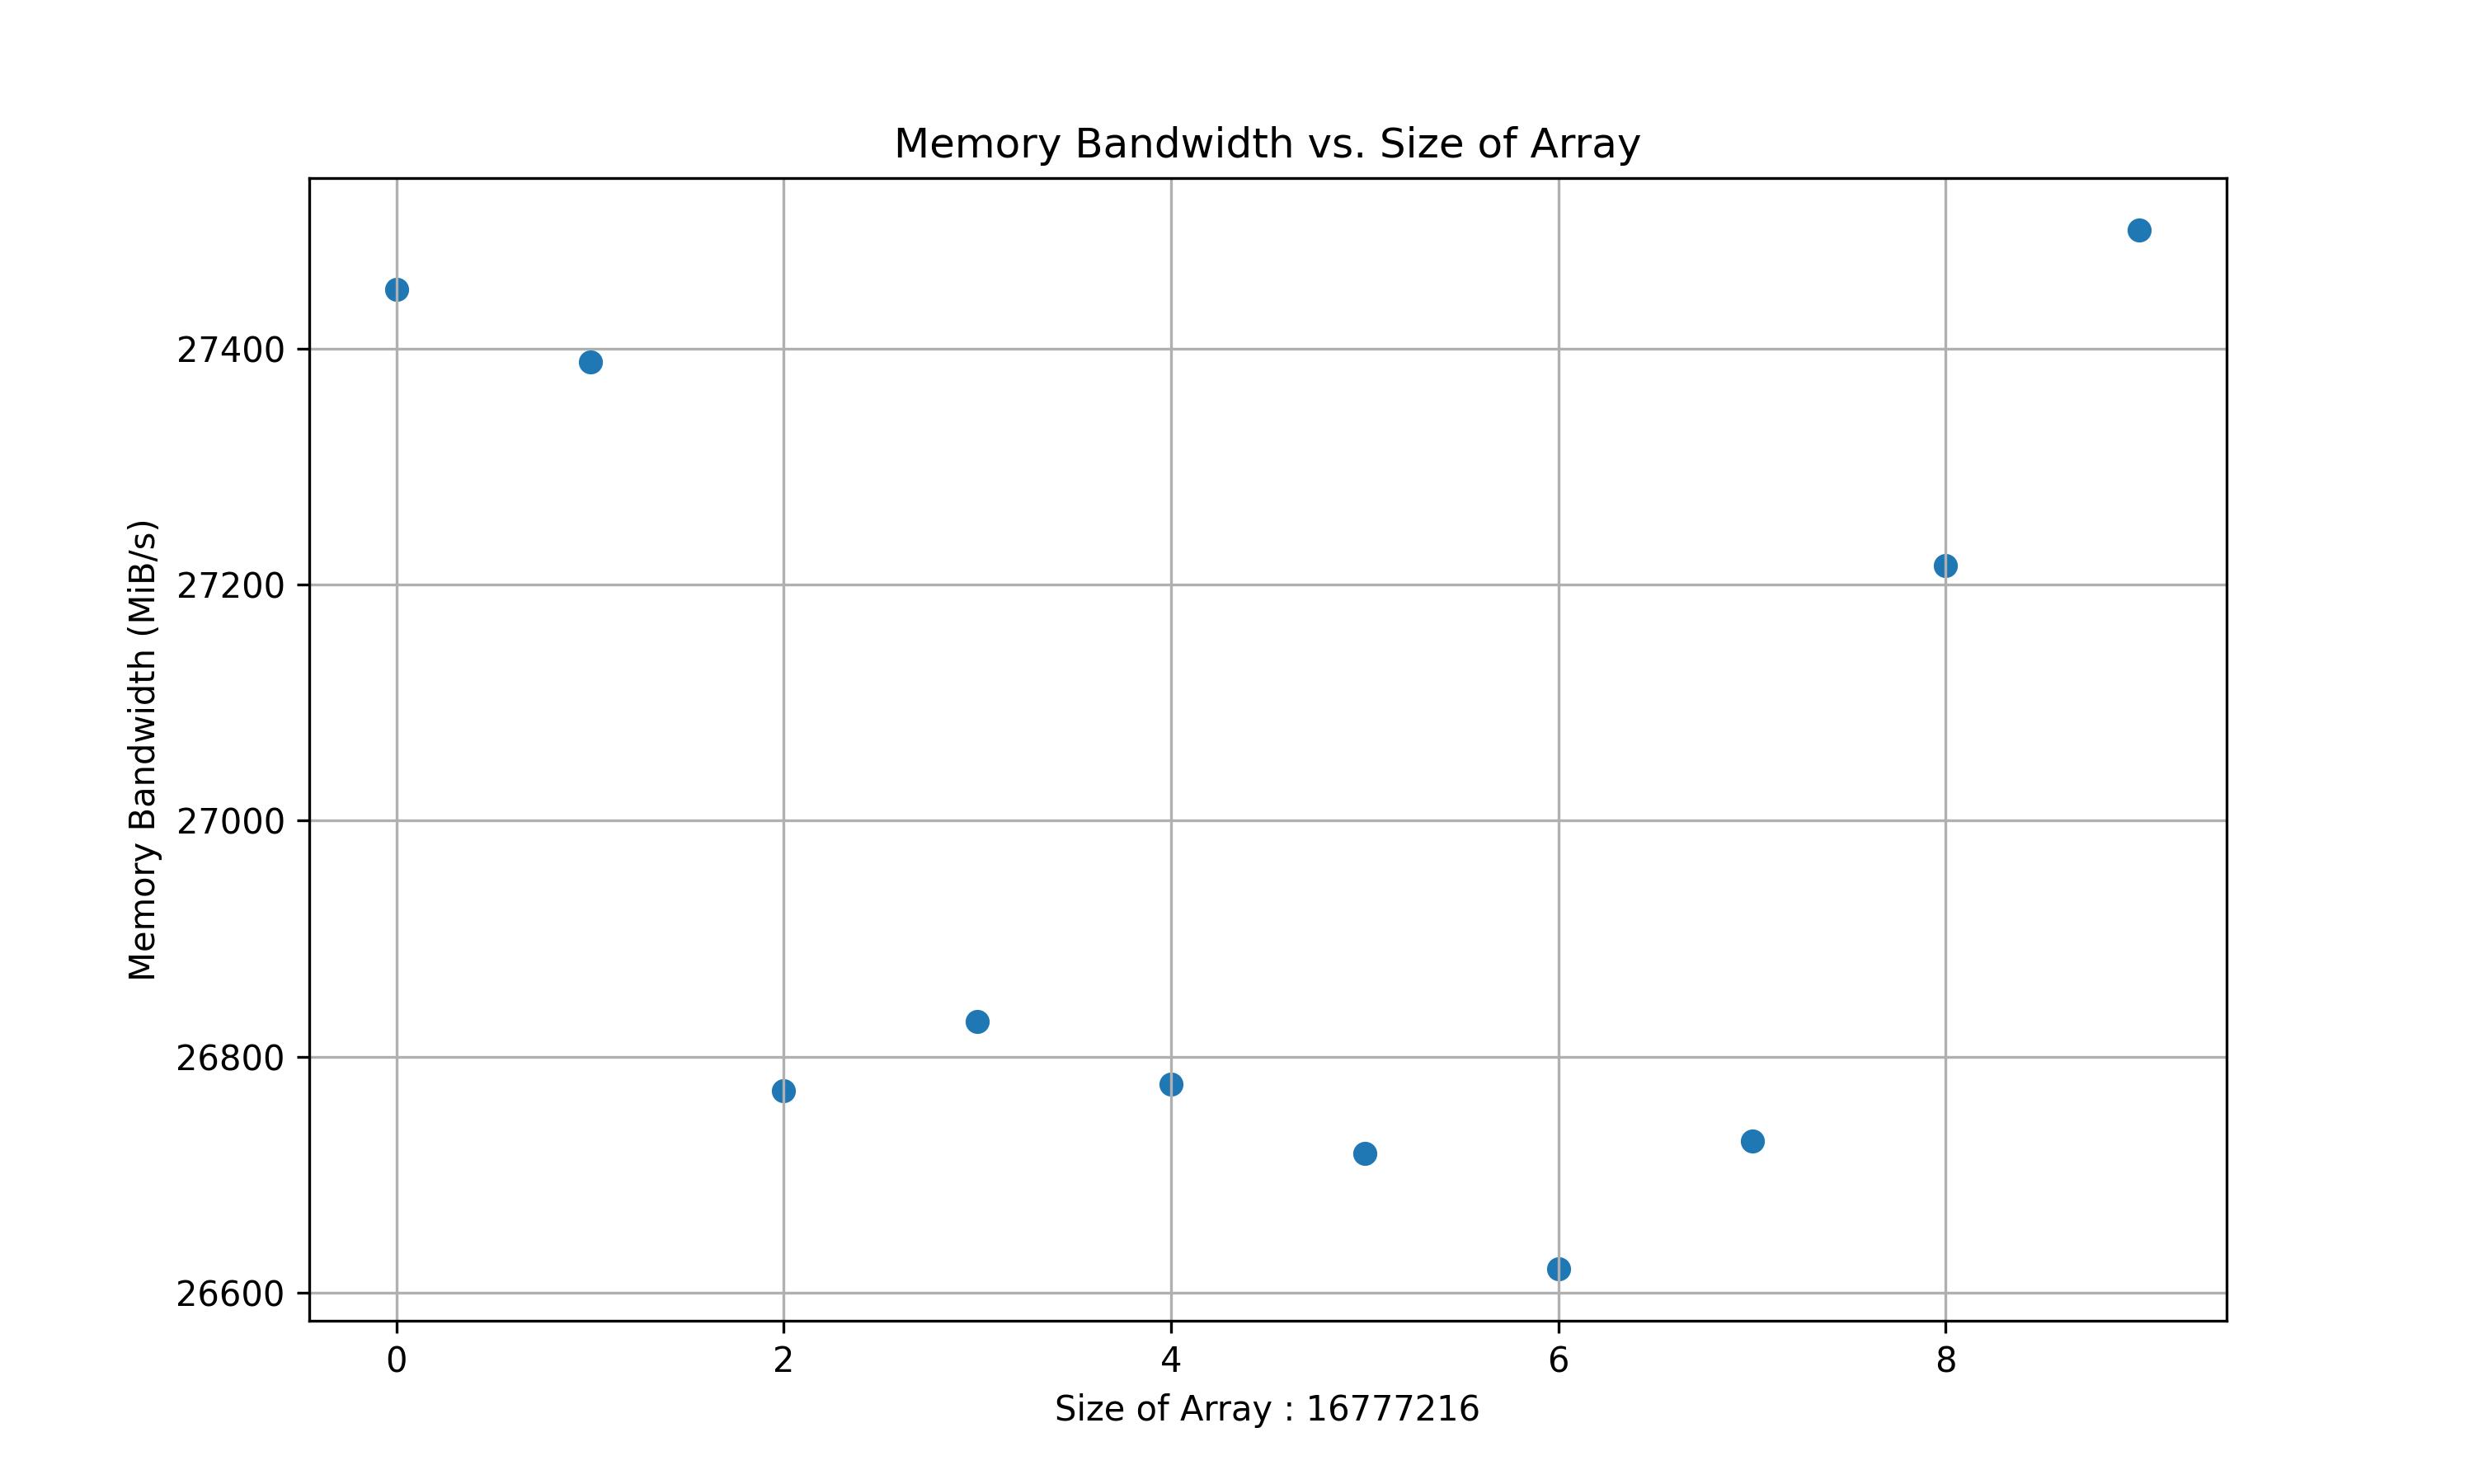 Memory Bandwidth vs. Size of Array
Memory Bandwidth (MiB/s)
27400
27200
27000
26800
26600
0 2 4 6 8
Size of Array : 16777216